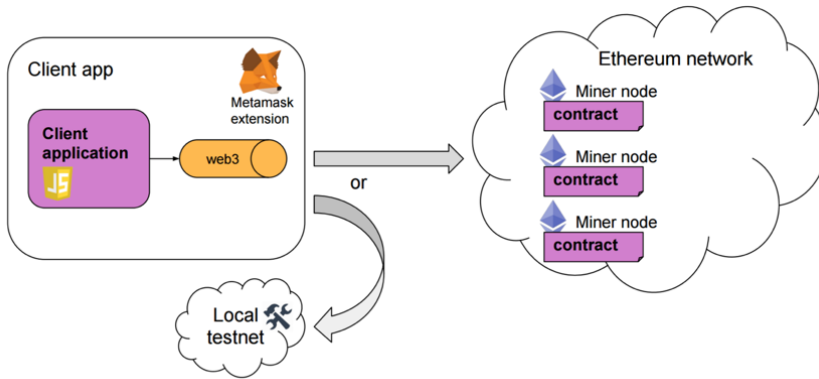 Client app
Metamask
extension
Client
application
JS
web3
or
Local
testnet
Ethereum network
Miner node
contract
Miner node
contract
Miner node
contract